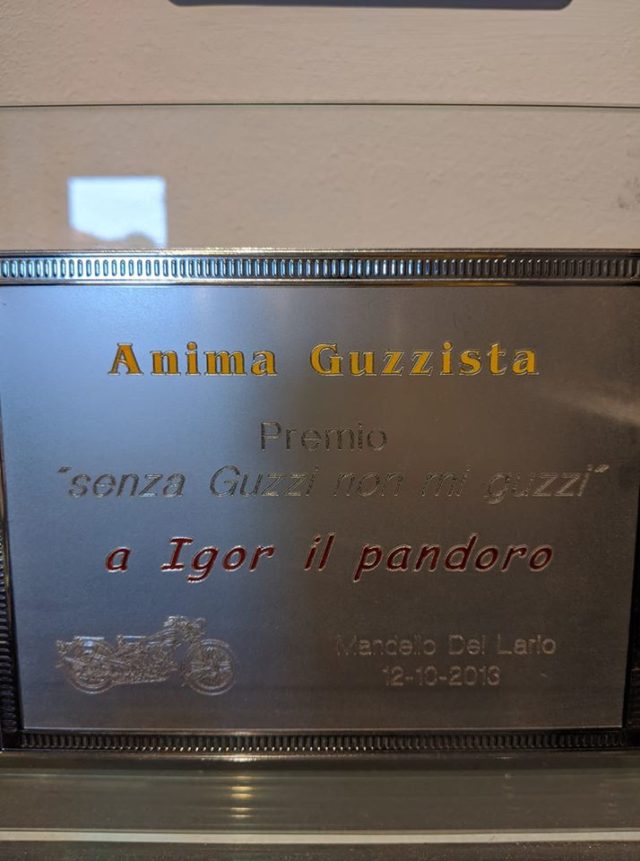 Anima Guzzista
Premio
"senza Guzzi non mi guzzi"
a Igor il pandoro
Mandello Del Lario
12-10-2013